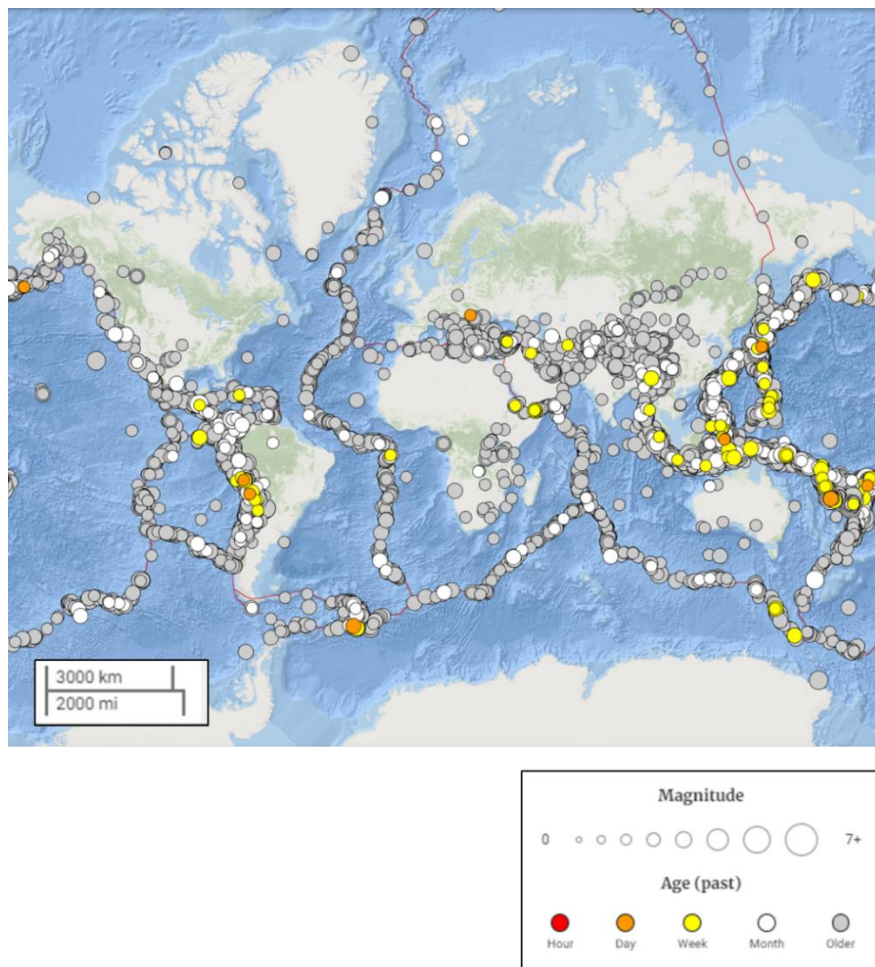 3000 km
2000 mi
Magnitude
0 7+
Age (past)
Hour Day Week Month Older